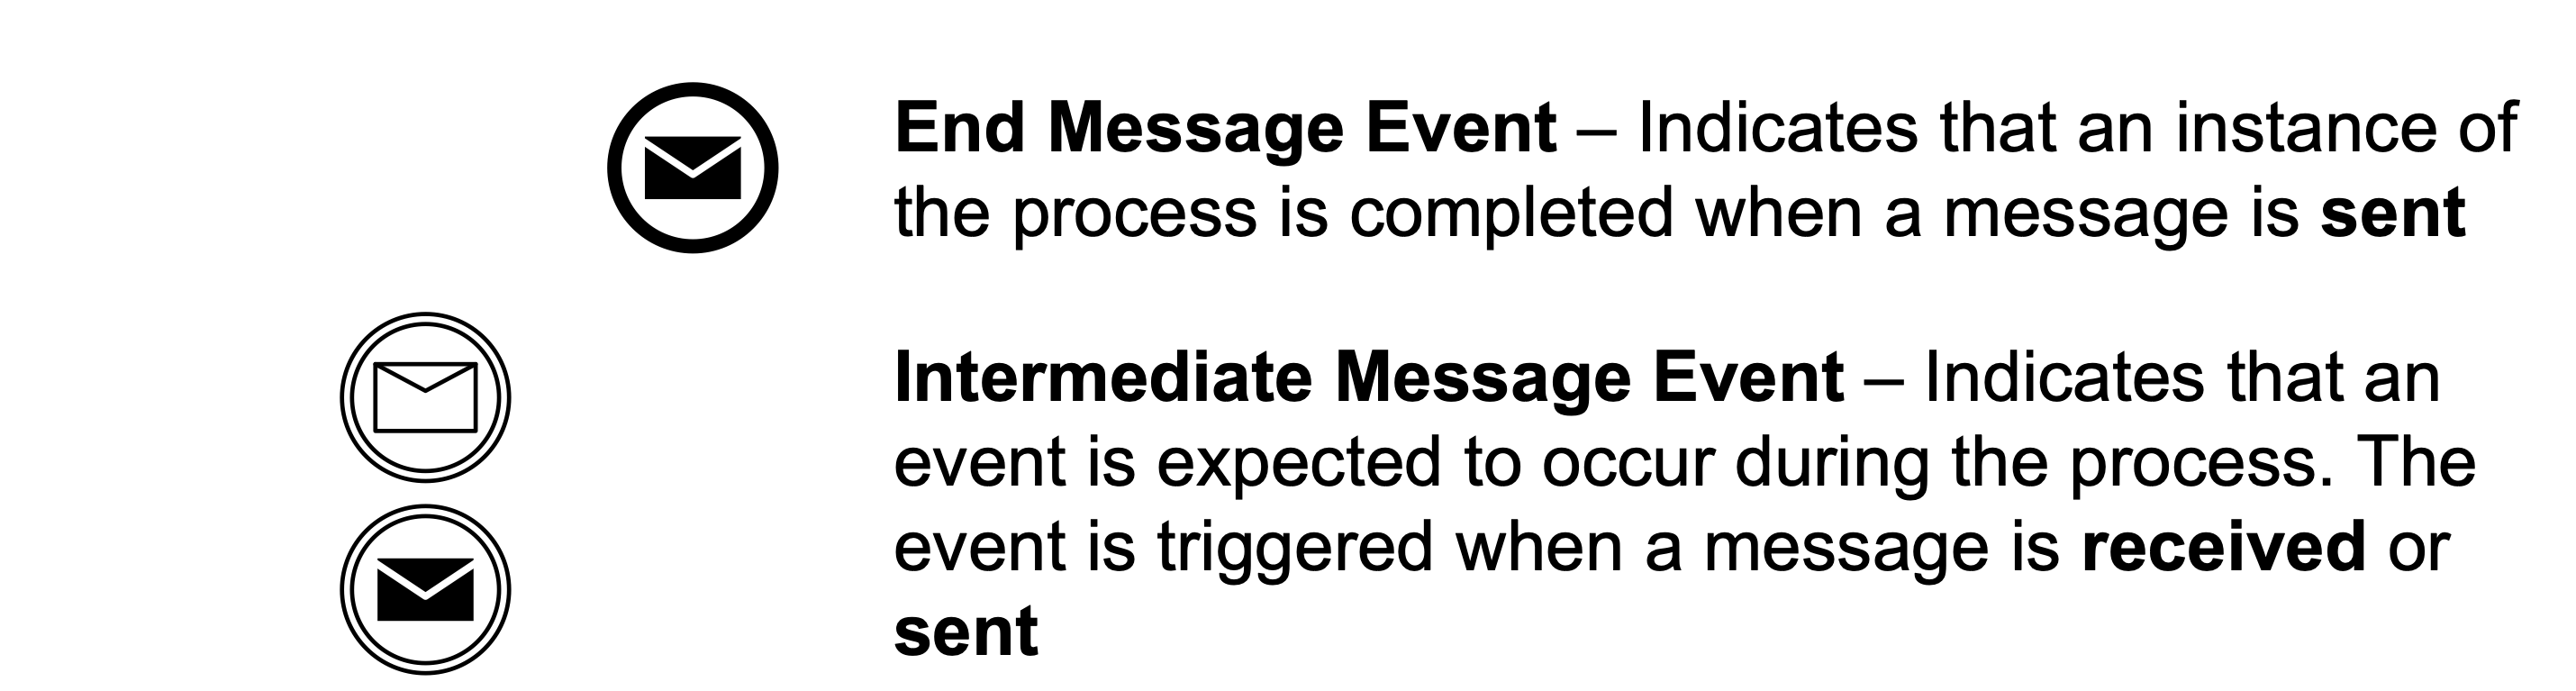 End Message Event – Indicates that an instance of
the process is completed when a message is sent
Intermediate Message Event – Indicates that an
event is expected to occur during the process. The
event is triggered when a message is received or
sent